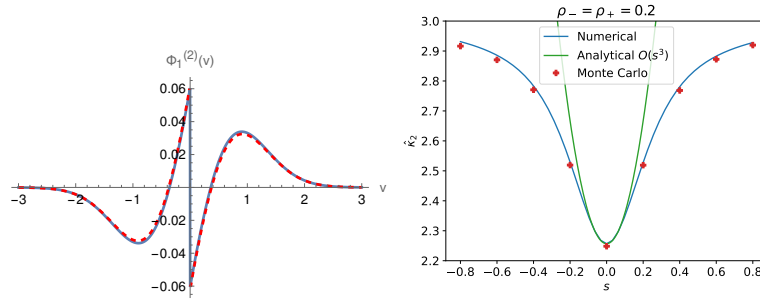 Φ₁⁽²⁾(v)
0.06
0.04
0.02
-3 -2 -1 1 2 3 v
-0.02
-0.04
-0.06
ρ₋ = ρ₊ = 0.2
Numerical
Analytical O(s³)
Monte Carlo
3.0
2.9
2.8
2.7
2.6
2.5
2.4
2.3
2.2
κ̂₂
−0.8 −0.6 −0.4 −0.2 0.0 0.2 0.4 0.6 0.8
s